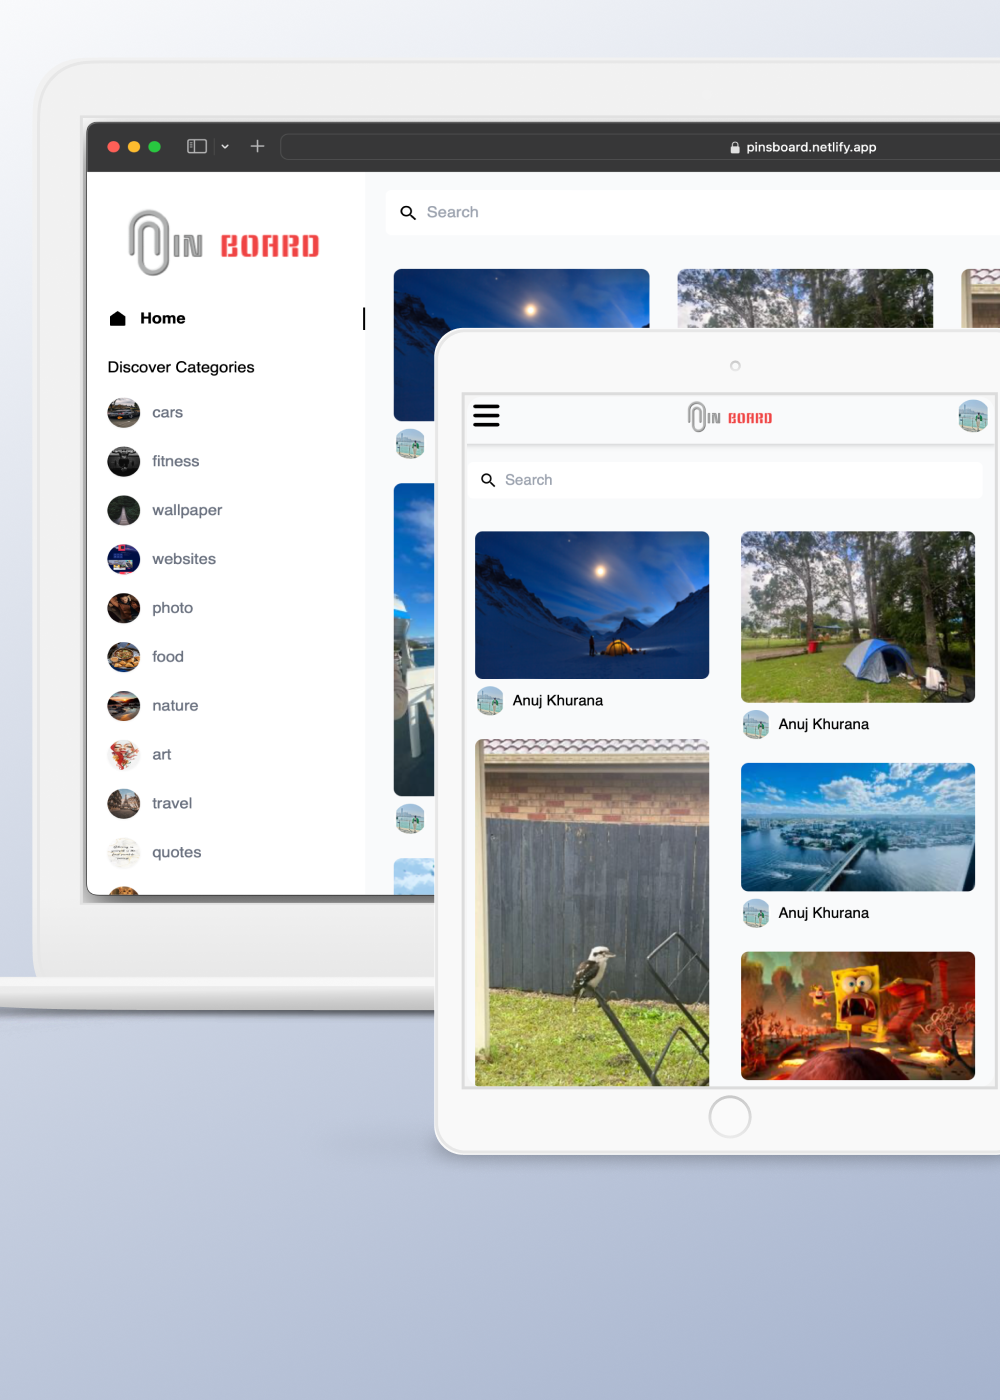 pinsboard.netlify.app
IN BOARD
Search
Home
Discover Categories
cars
fitness
wallpaper
websites
photo
food
nature
art
travel
quotes
IN BOARD
Search
Anuj Khurana
Anuj Khurana
Anuj Khurana